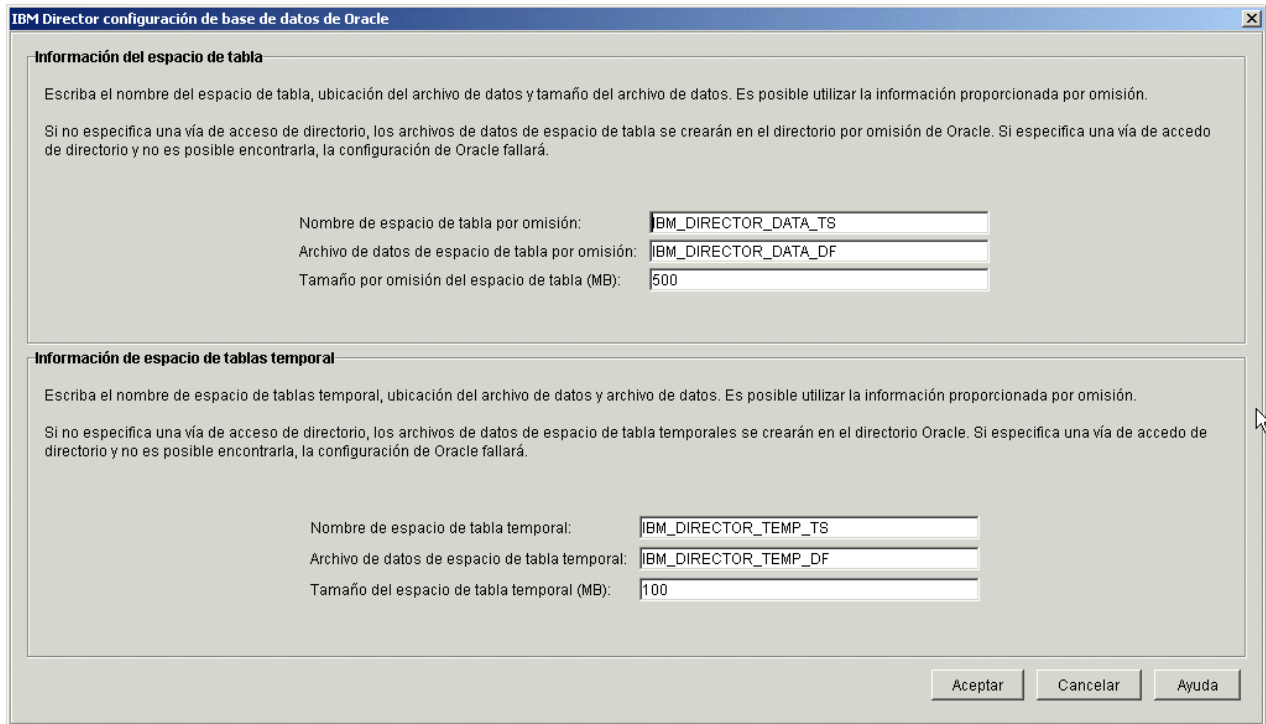 IBM Director configuración de base de datos de Oracle
Información del espacio de tabla
Escriba el nombre del espacio de tabla, ubicación del archivo de datos y tamaño del archivo de datos. Es posible utilizar la información proporcionada por omisión.
Si no especifica una vía de acceso de directorio, los archivos de datos de espacio de tabla se crearán en el directorio por omisión de Oracle. Si especifica una vía de accedo
de directorio y no es posible encontrarla, la configuración de Oracle fallará.
Nombre de espacio de tabla por omisión: IBM_DIRECTOR_DATA_TS
Archivo de datos de espacio de tabla por omisión: IBM_DIRECTOR_DATA_DF
Tamaño por omisión del espacio de tabla (MB): 500
Información de espacio de tablas temporal
Escriba el nombre de espacio de tablas temporal, ubicación del archivo de datos y archivo de datos. Es posible utilizar la información proporcionada por omisión.
Si no especifica una vía de acceso de directorio, los archivos de datos de espacio de tabla temporales se crearán en el directorio Oracle. Si especifica una vía de accedo de
directorio y no es posible encontrarla, la configuración de Oracle fallará.
Nombre de espacio de tabla temporal: IBM_DIRECTOR_TEMP_TS
Archivo de datos de espacio de tabla temporal: IBM_DIRECTOR_TEMP_DF
Tamaño del espacio de tabla temporal (MB): 100
Aceptar Cancelar Ayuda